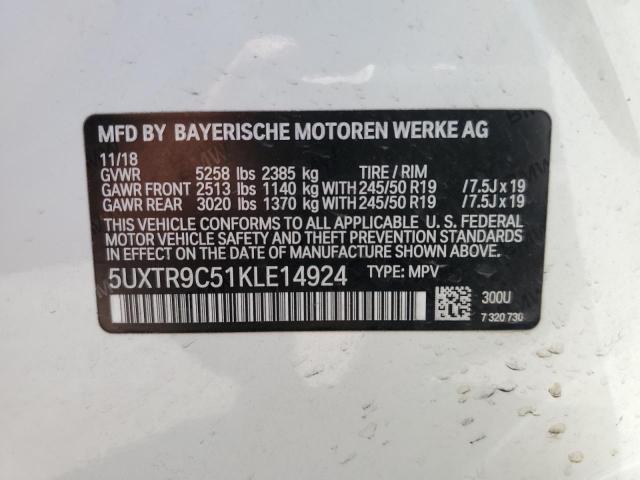 MFD BY BAYERISCHE MOTOREN WERKE AG
11/18
GVWR 5258 lbs 2385 kg TIRE / RIM
GAWR FRONT 2513 lbs 1140 kg WITH 245/50 R19 /7.5J x 19
GAWR REAR 3020 lbs 1370 kg WITH 245/50 R19 /7.5J x 19
THIS VEHICLE CONFORMS TO ALL APPLICABLE U. S. FEDERAL
MOTOR VEHICLE SAFETY AND THEFT PREVENTION STANDARDS
IN EFFECT ON THE DATE OF MANUFACTURE SHOWN ABOVE.
5UXTR9C51KLE14924 TYPE: MPV
300U
7 320 730